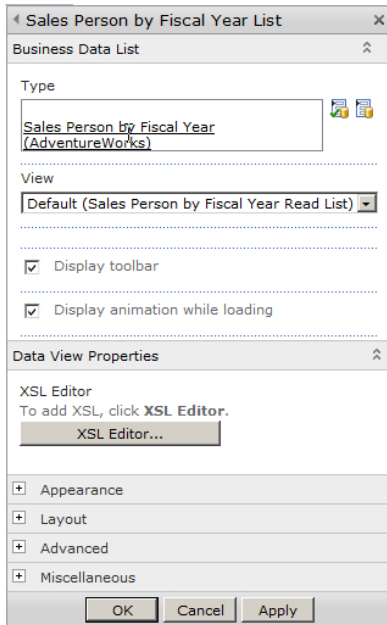 Sales Person by Fiscal Year List
Business Data List
Type
Sales Person by Fiscal Year
(AdventureWorks)
View
Default (Sales Person by Fiscal Year Read List)
Display toolbar
Display animation while loading
Data View Properties
XSL Editor
To add XSL, click XSL Editor.
XSL Editor...
Appearance
Layout
Advanced
Miscellaneous
OK Cancel Apply